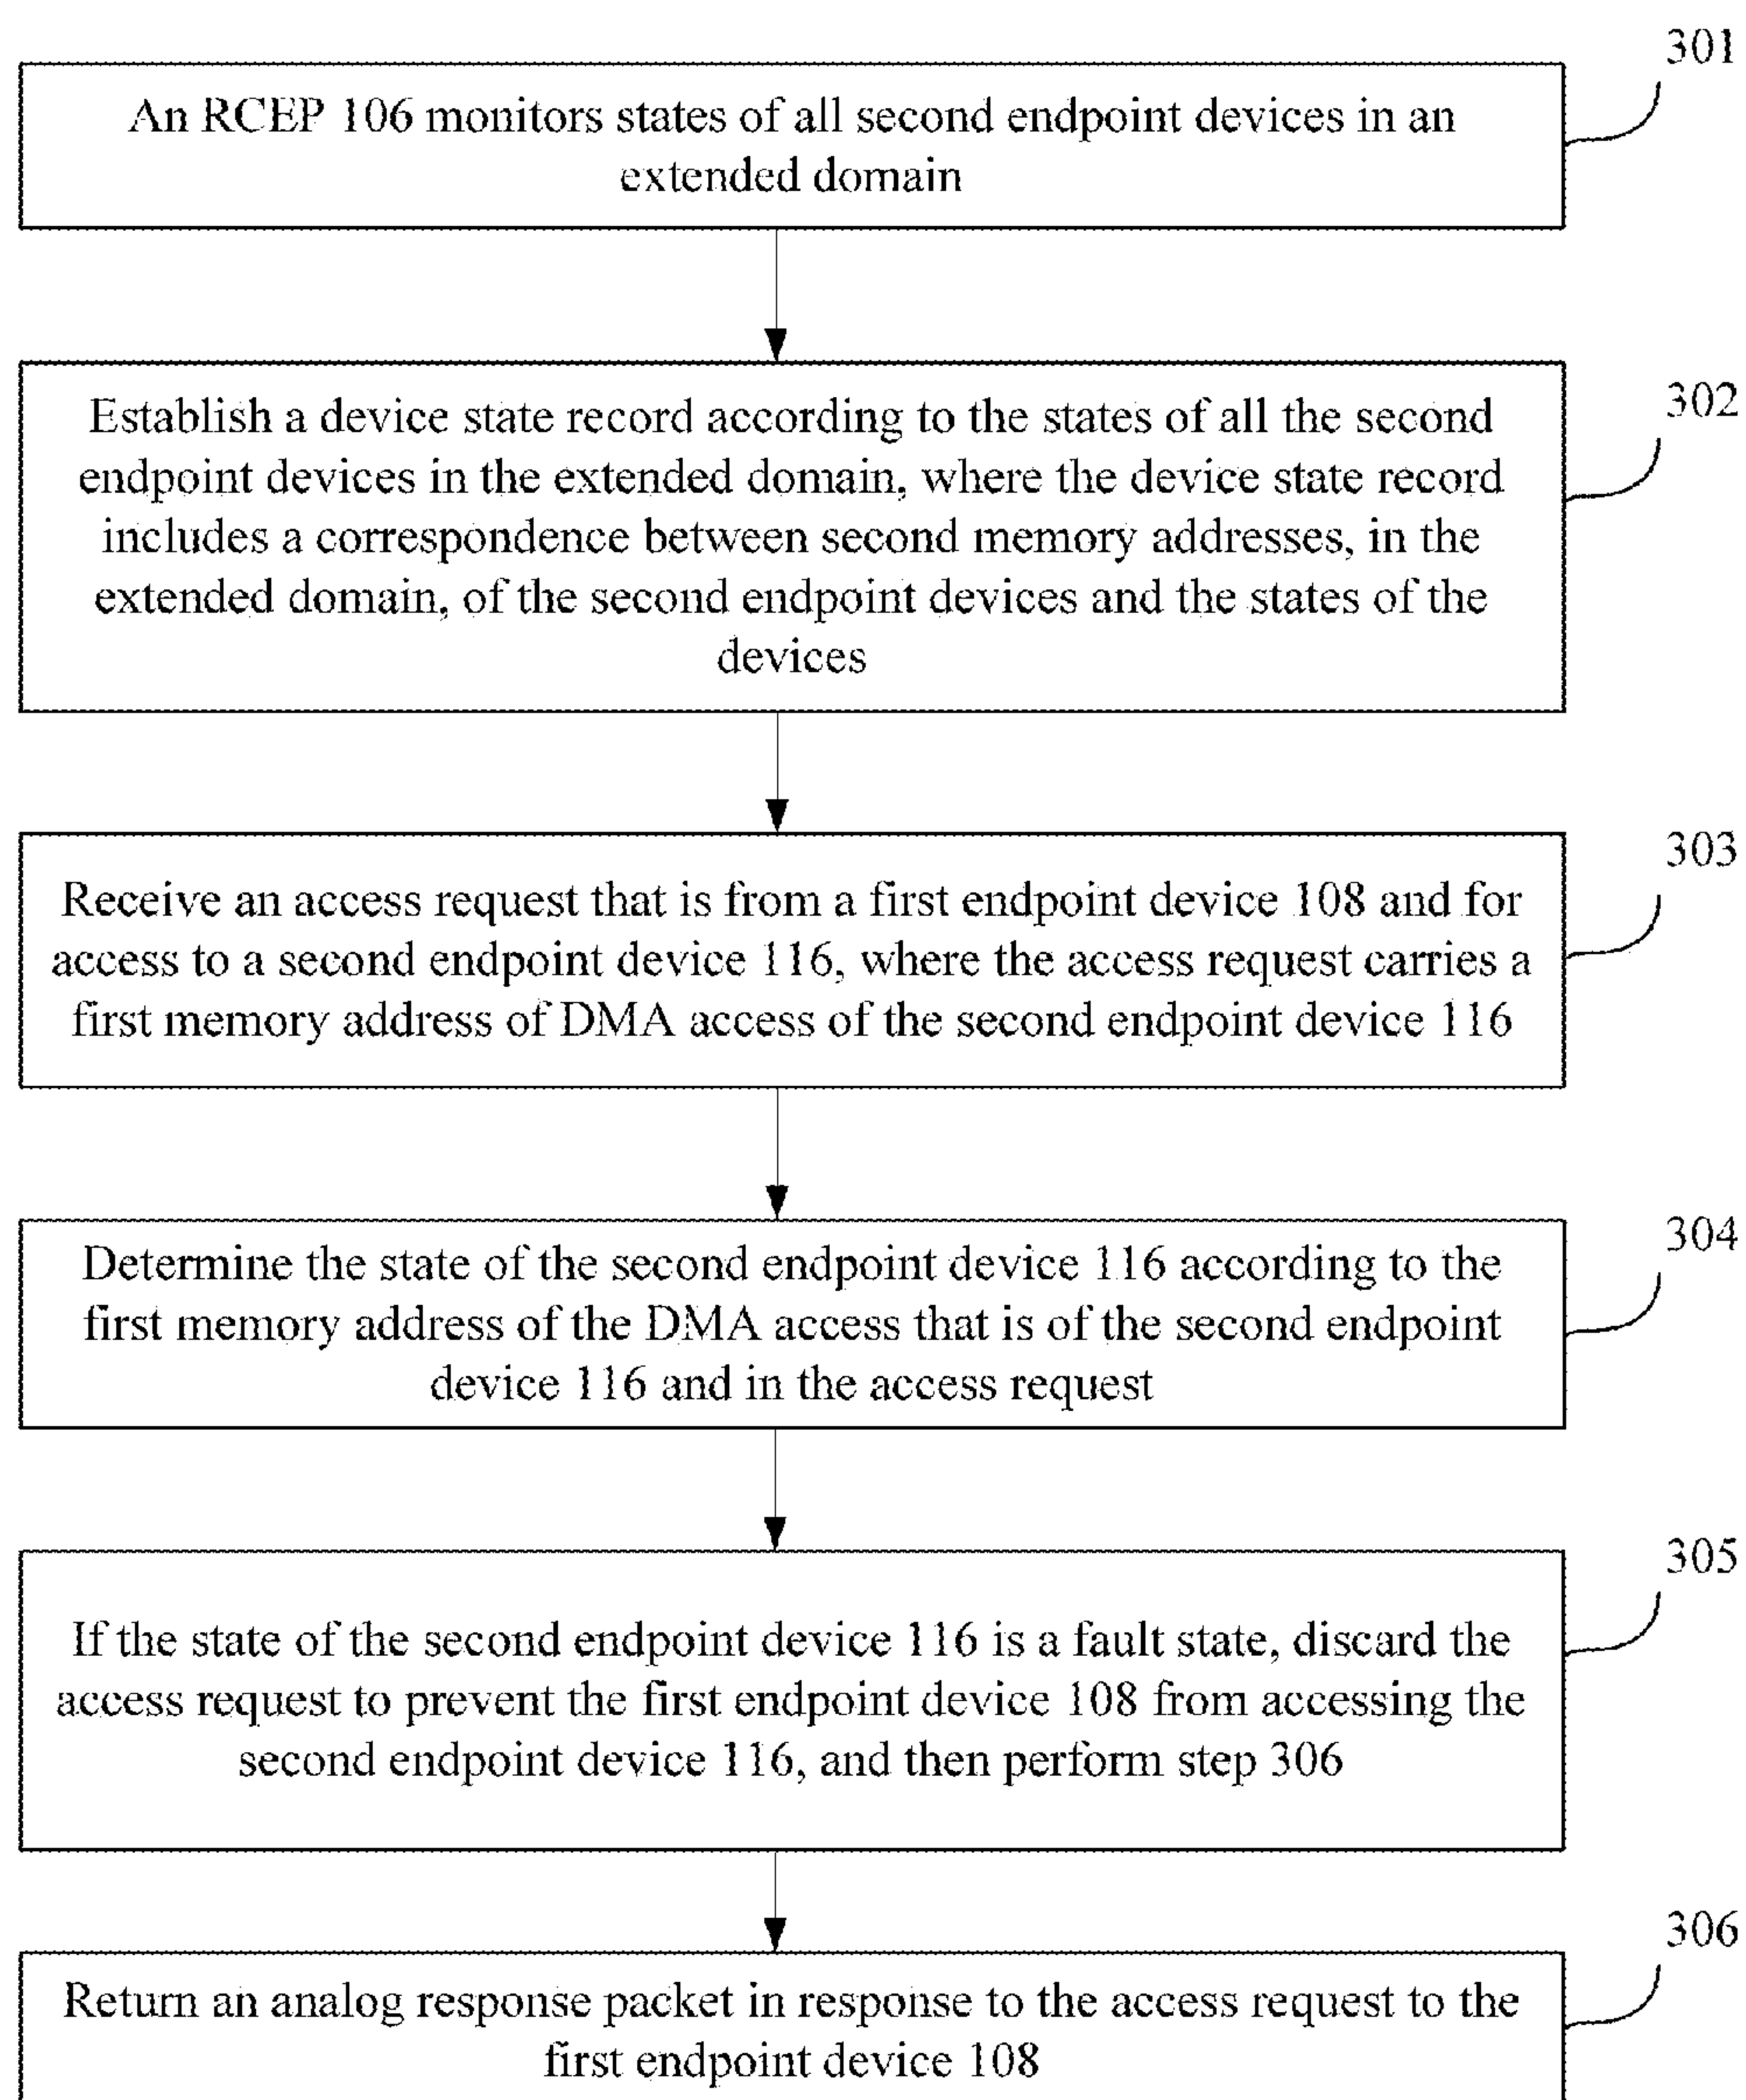 301
An RCEP 106 monitors states of all second endpoint devices in an
extended domain
302
Establish a device state record according to the states of all the second
endpoint devices in the extended domain, where the device state record
includes a correspondence between second memory addresses, in the
extended domain, of the second endpoint devices and the states of the
devices
303
Receive an access request that is from a first endpoint device 108 and for
access to a second endpoint device 116, where the access request carries a
first memory address of DMA access of the second endpoint device 116
304
Determine the state of the second endpoint device 116 according to the
first memory address of the DMA access that is of the second endpoint
device 116 and in the access request
305
If the state of the second endpoint device 116 is a fault state, discard the
access request to prevent the first endpoint device 108 from accessing the
second endpoint device 116, and then perform step 306
306
Return an analog response packet in response to the access request to the
first endpoint device 108